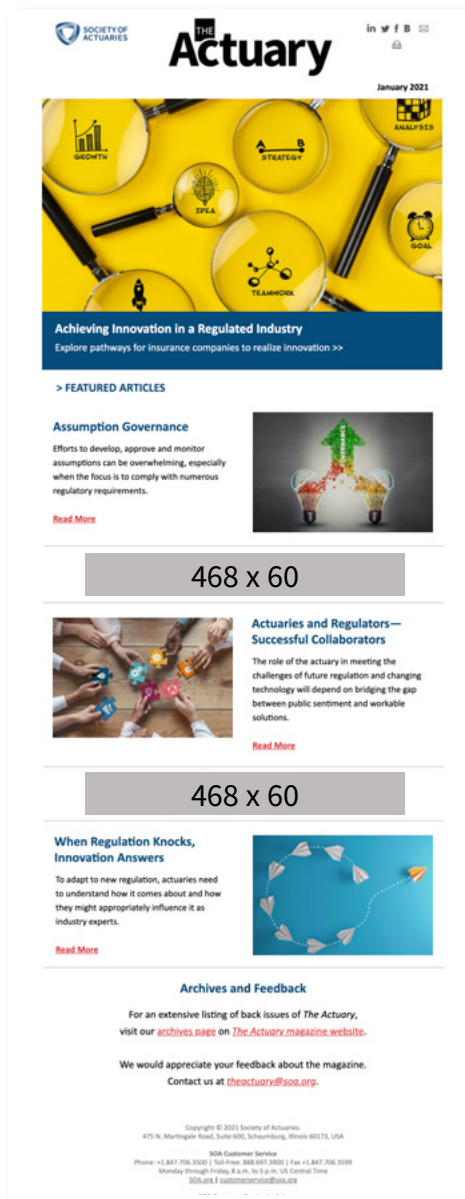 SOCIETY OF
ACTUARIES
THE
Actuary
in f B
January 2021
GROWTH
A B
STRATEGY
ANALYSIS
IDEA
GOAL
TEAMWORK
Achieving Innovation in a Regulated Industry
Explore pathways for insurance companies to realize innovation >>
> FEATURED ARTICLES
Assumption Governance
Efforts to develop, approve and monitor
assumptions can be overwhelming, especially
when the focus is to comply with numerous
regulatory requirements.
Read More
GOVERNANCE
468 x 60
Actuaries and Regulators—
Successful Collaborators
The role of the actuary in meeting the
challenges of future regulation and changing
technology will depend on bridging the gap
between public sentiment and workable
solutions.
Read More
468 x 60
When Regulation Knocks,
Innovation Answers
To adapt to new regulation, actuaries need
to understand how it comes about and how
they might appropriately influence it as
industry experts.
Read More
Archives and Feedback
For an extensive listing of back issues of The Actuary,
visit our archives page on The Actuary magazine website.
We would appreciate your feedback about the magazine.
Contact us at theactuary@soa.org.
Copyright © 2021 Society of Actuaries.
475 N. Martingale Road, Suite 600, Schaumburg, Illinois 60173, USA
SOA Customer Service
Phone: +1.847.706.3500 | Toll-Free: 888.697.3900 | Fax +1.847.706.3599
Monday through Friday, 8 a.m. to 5 p.m. US Central Time
SOA.org | customerservice@soa.org